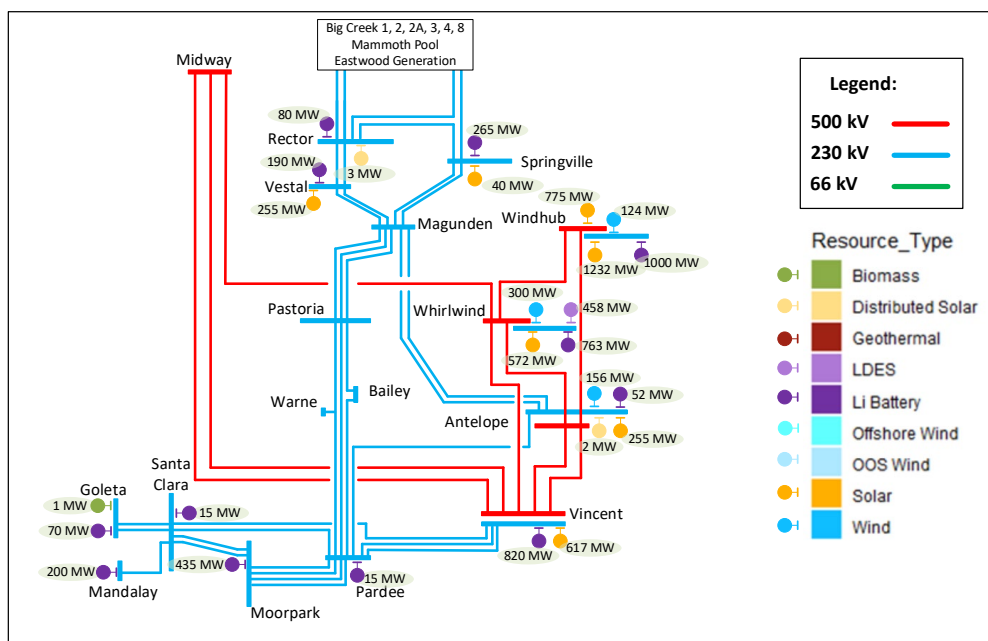 Big Creek 1, 2, 2A, 3, 4, 8
Mammoth Pool
Eastwood Generation
Midway
80 MW
Rector
3 MW
190 MW
Vestal
255 MW
265 MW
Springville
40 MW
Magunden
775 MW
Windhub
124 MW
1232 MW
1000 MW
Pastoria
300 MW
Whirlwind
458 MW
572 MW
763 MW
Bailey
Warne
156 MW
52 MW
Antelope
2 MW
255 MW
Santa
Clara
Goleta
1 MW
15 MW
70 MW
Vincent
820 MW
617 MW
200 MW
435 MW
15 MW
Mandalay
Pardee
Moorpark
Legend:
500 kV
230 kV
66 kV
Resource_Type
Biomass
Distributed Solar
Geothermal
LDES
Li Battery
Offshore Wind
OOS Wind
Solar
Wind